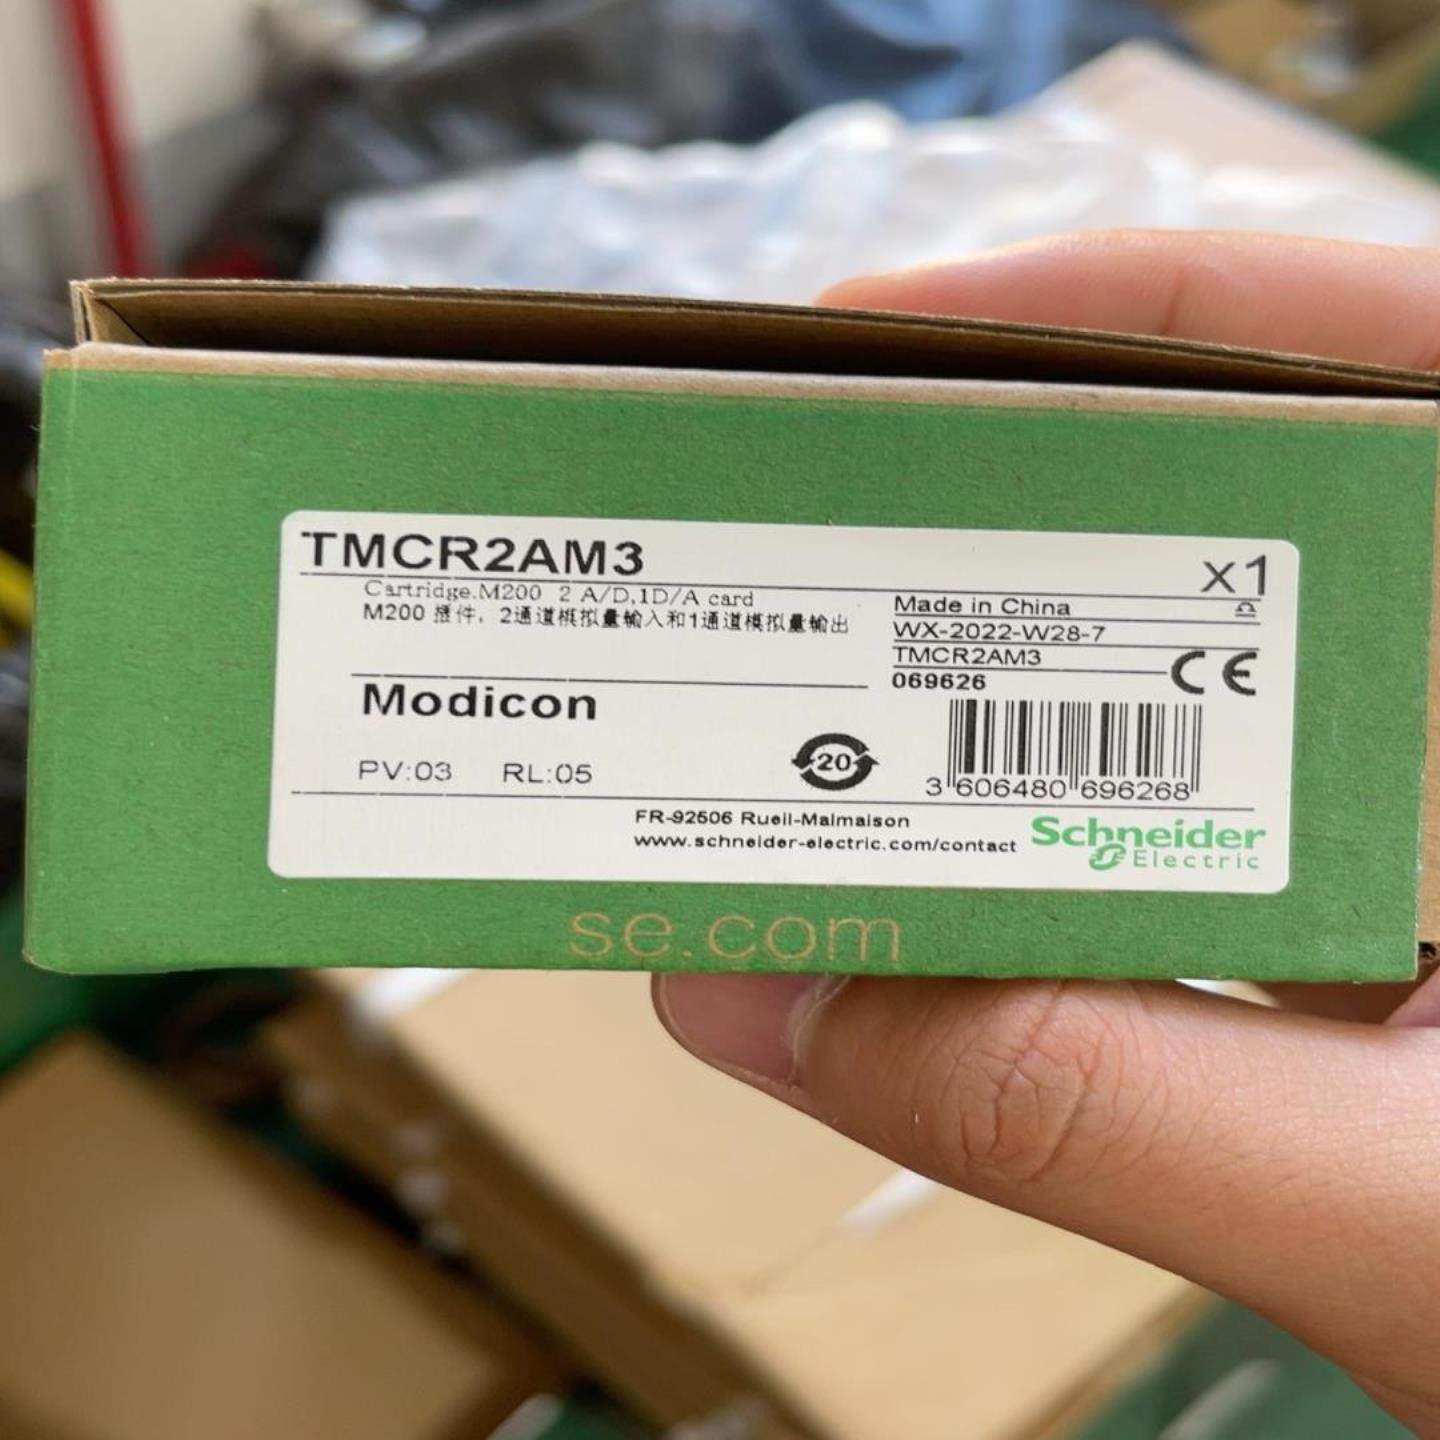 TMCR2AM3
x1
Cartridge.M200 2 A/D,1D/A card
M200 插件，2通道模拟量输入和1通道模拟量输出
Made in China
WX-2022-W28-7
TMCR2AM3
069626
CE
Modicon
PV:03 RL:05
20
3 606480 696268
FR-92506 Rueil-Malmaison
www.schneider-electric.com/contact
Schneider
Electric
se.com